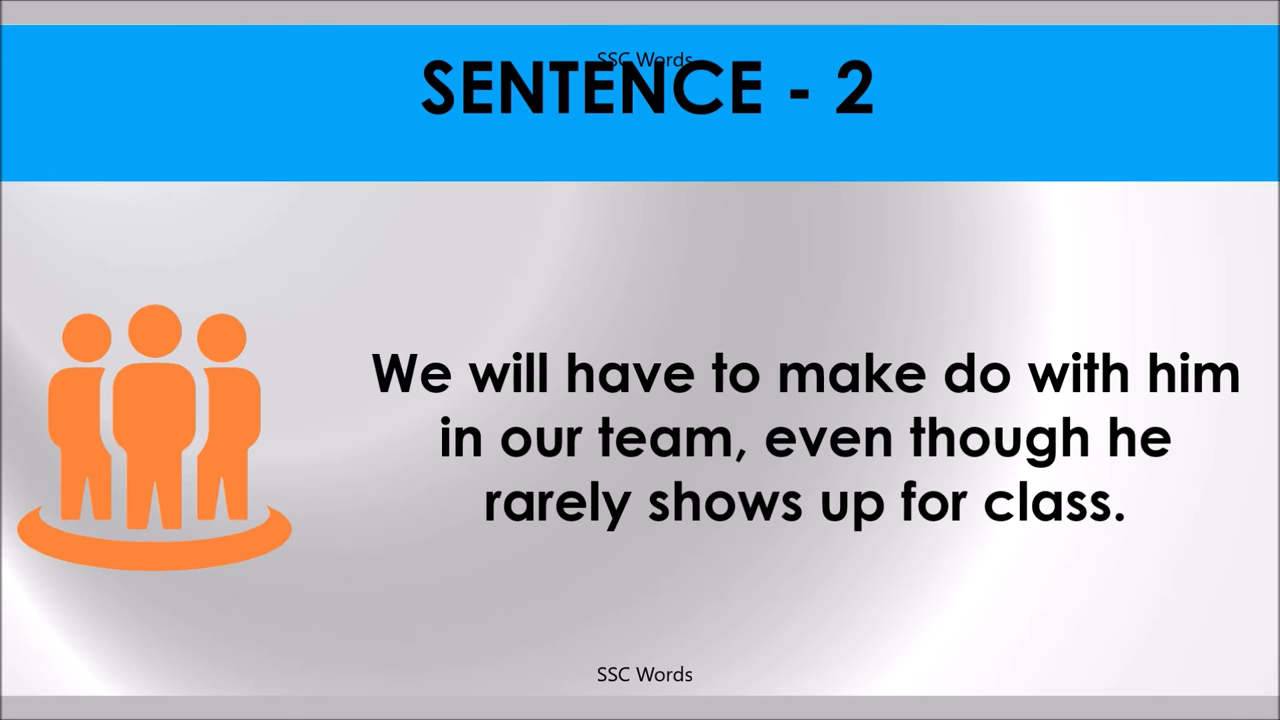 SSC Words
SENTENCE - 2
We will have to make do with him
in our team, even though he
rarely shows up for class.
SSC Words